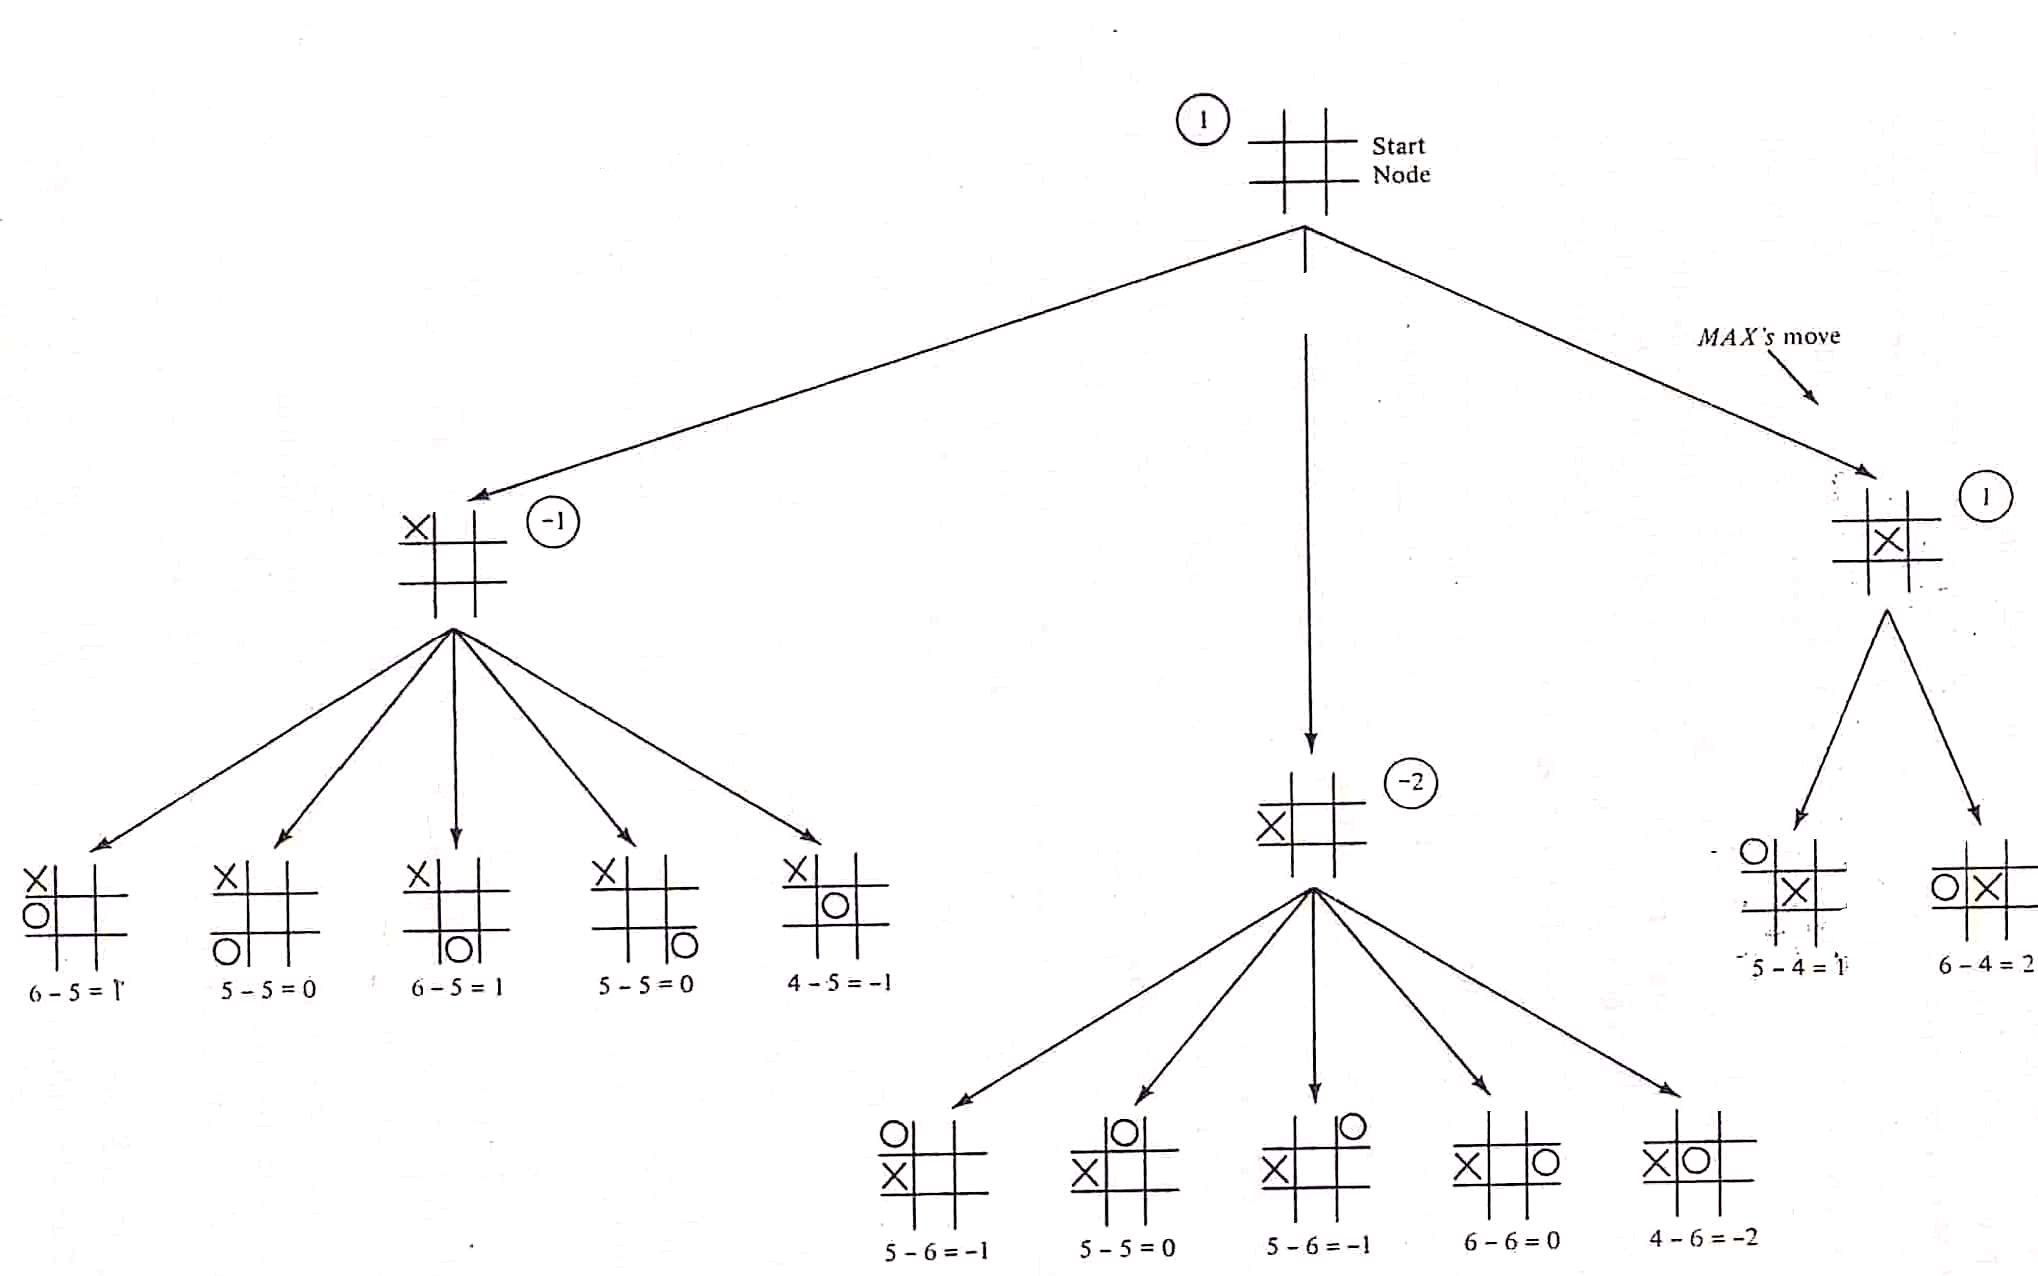 1
Start
Node
MAX's move
X
-1
X
1
X
-2
X
O
X
O
X
O
X
O
X
O
6 – 5 = 1
5 – 5 = 0
6 – 5 = 1
5 – 5 = 0
4 – 5 = -1
O
X
O X
5 – 4 = 1
6 – 4 = 2
O
X
O
X
O
X
X O
X O
5 – 6 = -1
5 – 5 = 0
5 – 6 = -1
6 – 6 = 0
4 – 6 = -2